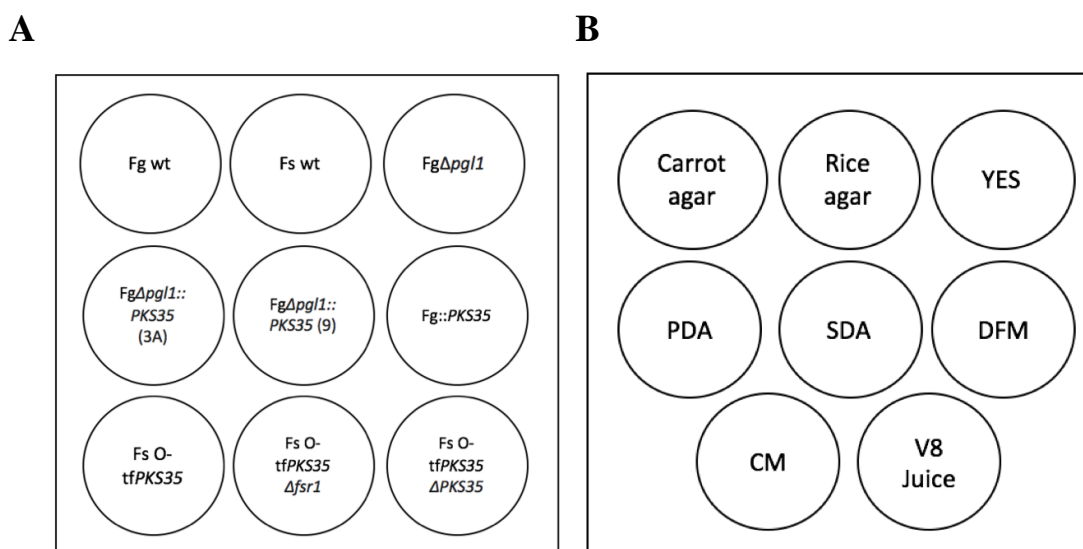 A
B
Fg wt
Fs wt
FgΔpgl1
FgΔpgl1::
PKS35
(3A)
FgΔpgl1::
PKS35 (9)
Fg::PKS35
Fs O-
tfPKS35
Fs O-
tfPKS35
Δfsr1
Fs O-
tfPKS35
ΔPKS35
Carrot
agar
Rice
agar
YES
PDA
SDA
DFM
CM
V8
Juice